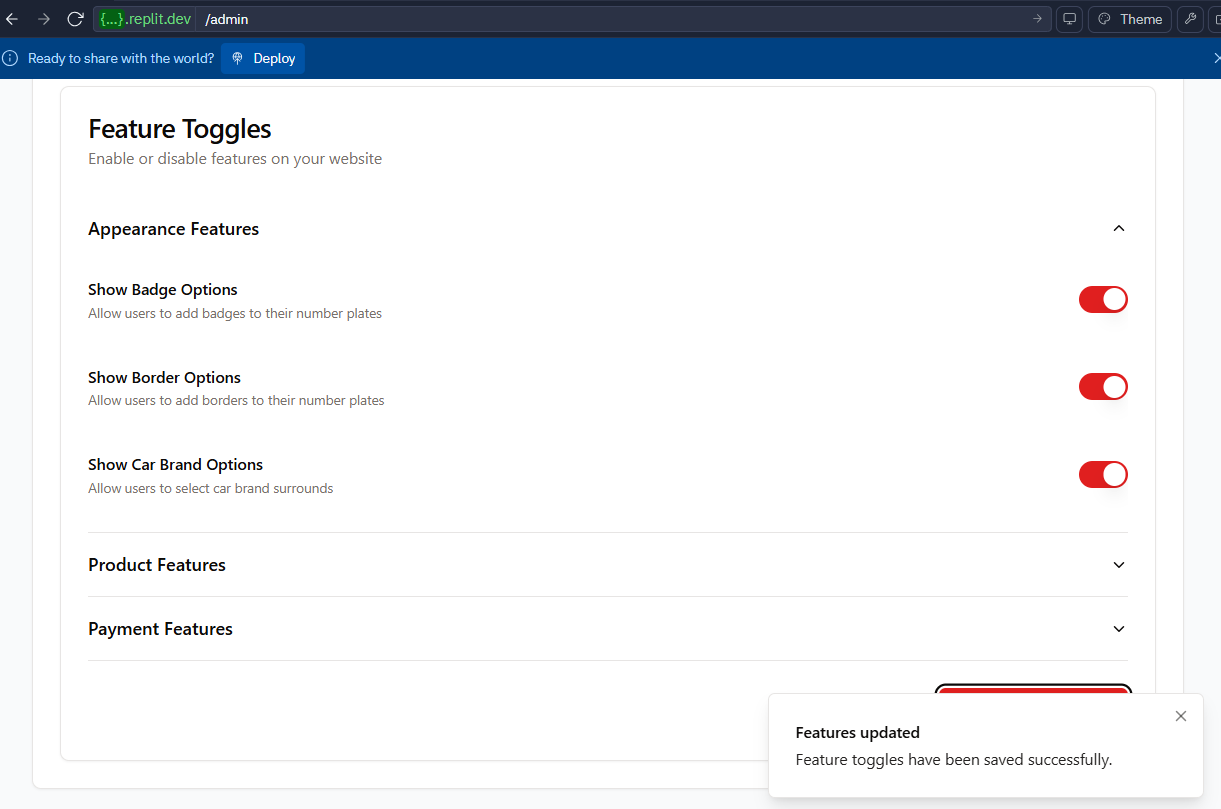 {...}.replit.dev /admin Theme
Ready to share with the world? Deploy
Feature Toggles
Enable or disable features on your website
Appearance Features
Show Badge Options
Allow users to add badges to their number plates
Show Border Options
Allow users to add borders to their number plates
Show Car Brand Options
Allow users to select car brand surrounds
Product Features
Payment Features
Features updated
Feature toggles have been saved successfully.